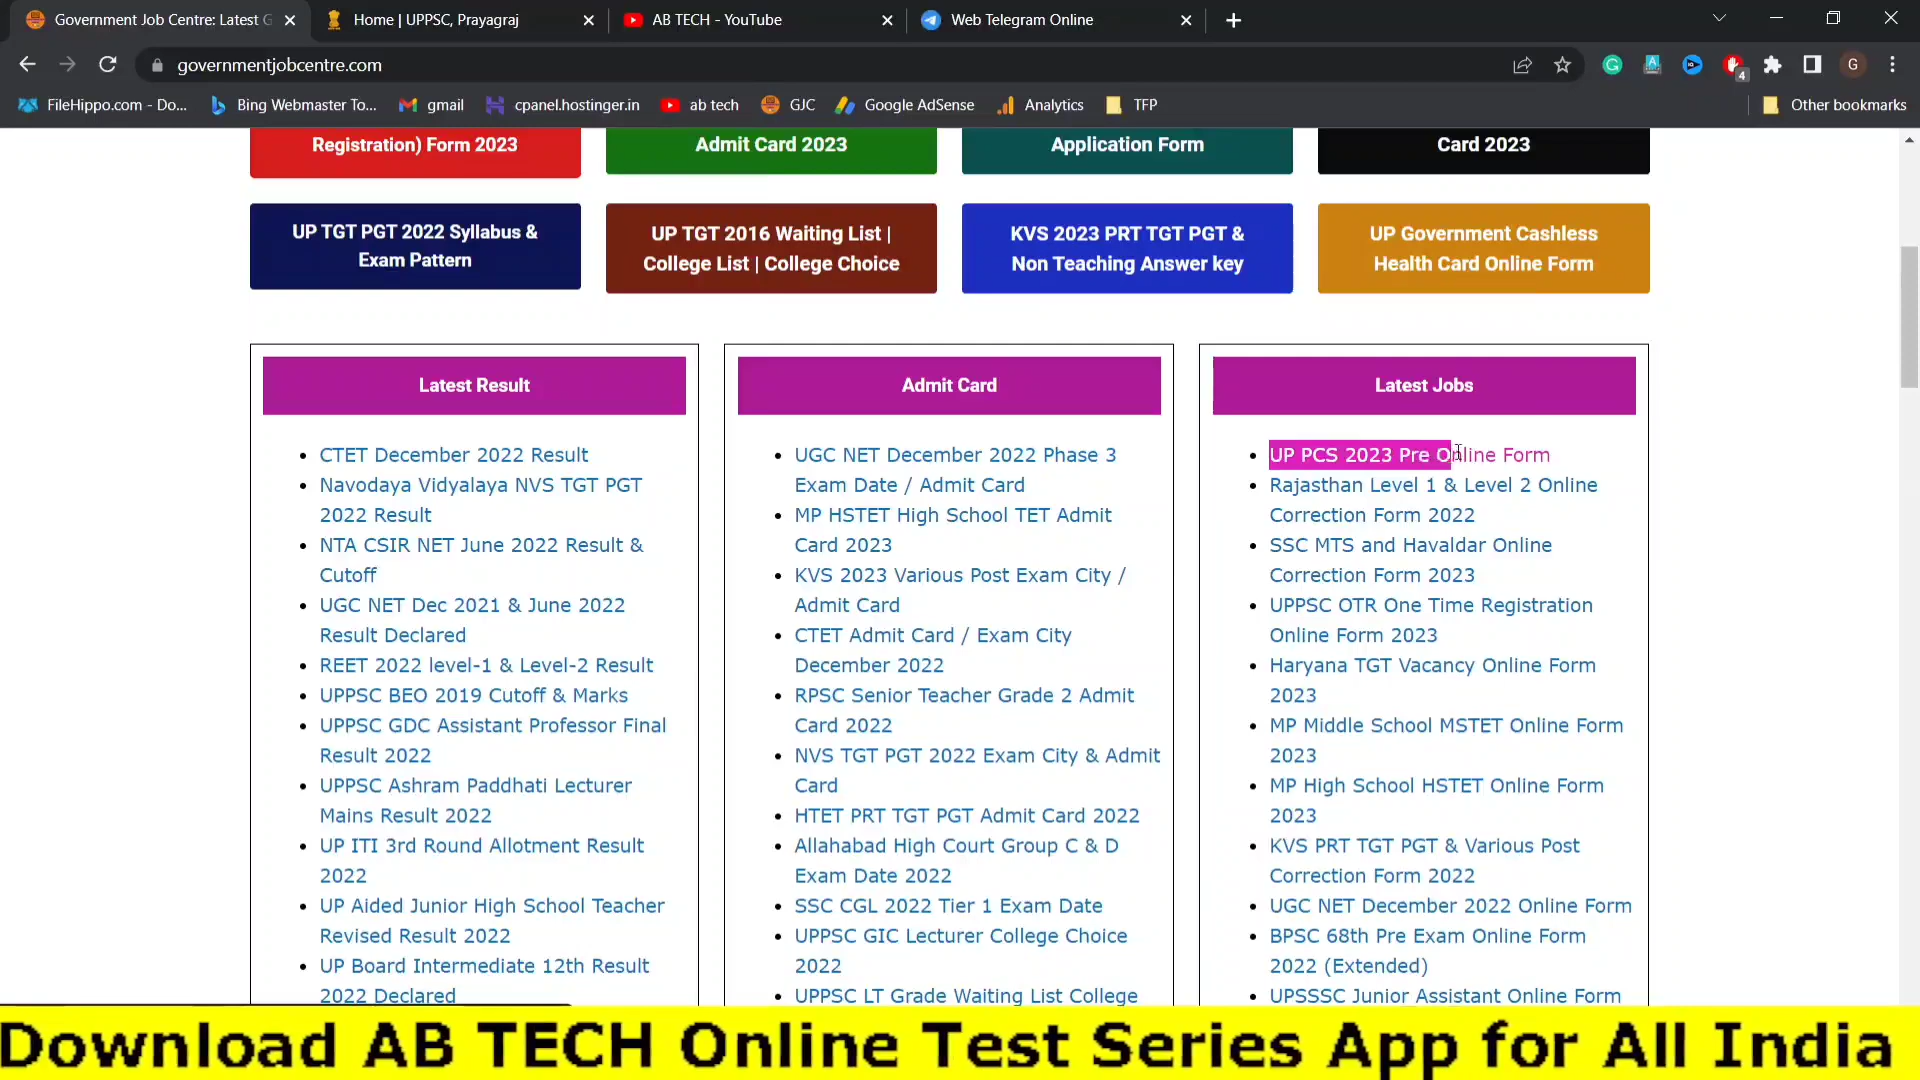 Government Job Centre: Latest G
Home | UPPSC, Prayagraj
AB TECH - YouTube
Web Telegram Online
governmentjobcentre.com
4
G
FileHippo.com - Do...
Bing Webmaster To...
gmail
cpanel.hostinger.in
ab tech
GJC
Google AdSense
Analytics
TFP
Other bookmarks
Registration) Form 2023
Admit Card 2023
Application Form
Card 2023
UP TGT PGT 2022 Syllabus &
Exam Pattern
UP TGT 2016 Waiting List |
College List | College Choice
KVS 2023 PRT TGT PGT &
Non Teaching Answer key
UP Government Cashless
Health Card Online Form
Latest Result
CTET December 2022 Result
Navodaya Vidyalaya NVS TGT PGT
2022 Result
NTA CSIR NET June 2022 Result &
Cutoff
UGC NET Dec 2021 & June 2022
Result Declared
REET 2022 level-1 & Level-2 Result
UPPSC BEO 2019 Cutoff & Marks
UPPSC GDC Assistant Professor Final
Result 2022
UPPSC Ashram Paddhati Lecturer
Mains Result 2022
UP ITI 3rd Round Allotment Result
2022
UP Aided Junior High School Teacher
Revised Result 2022
UP Board Intermediate 12th Result
2022 Declared
Admit Card
UGC NET December 2022 Phase 3
Exam Date / Admit Card
MP HSTET High School TET Admit
Card 2023
KVS 2023 Various Post Exam City /
Admit Card
CTET Admit Card / Exam City
December 2022
RPSC Senior Teacher Grade 2 Admit
Card 2022
NVS TGT PGT 2022 Exam City & Admit
Card
HTET PRT TGT PGT Admit Card 2022
Allahabad High Court Group C & D
Exam Date 2022
SSC CGL 2022 Tier 1 Exam Date
UPPSC GIC Lecturer College Choice
2022
UPPSC LT Grade Waiting List College
Latest Jobs
UP PCS 2023 Pre Online Form
Rajasthan Level 1 & Level 2 Online
Correction Form 2022
SSC MTS and Havaldar Online
Correction Form 2023
UPPSC OTR One Time Registration
Online Form 2023
Haryana TGT Vacancy Online Form
2023
MP Middle School MSTET Online Form
2023
MP High School HSTET Online Form
2023
KVS PRT TGT PGT & Various Post
Correction Form 2022
UGC NET December 2022 Online Form
BPSC 68th Pre Exam Online Form
2022 (Extended)
UPSSSC Junior Assistant Online Form
Download AB TECH Online Test Series App for All India